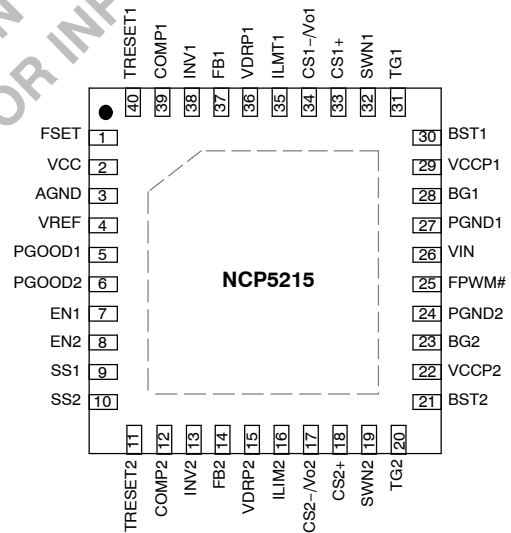 TRESET1
COMP1
INV1
FB1
VDRP1
ILMT1
CS1-/Vo1
CS1+
SWN1
TG1
40
39
38
37
36
35
34
33
32
31
FSET 1
VCC 2
AGND 3
VREF 4
PGOOD1 5
PGOOD2 6
EN1 7
EN2 8
SS1 9
SS2 10
NCP5215
30 BST1
29 VCCP1
28 BG1
27 PGND1
26 VIN
25 FPWM#
24 PGND2
23 BG2
22 VCCP2
21 BST2
11
12
13
14
15
16
17
18
19
20
TRESET2
COMP2
INV2
FB2
VDRP2
ILIM2
CS2-/Vo2
CS2+
SWN2
TG2
OR